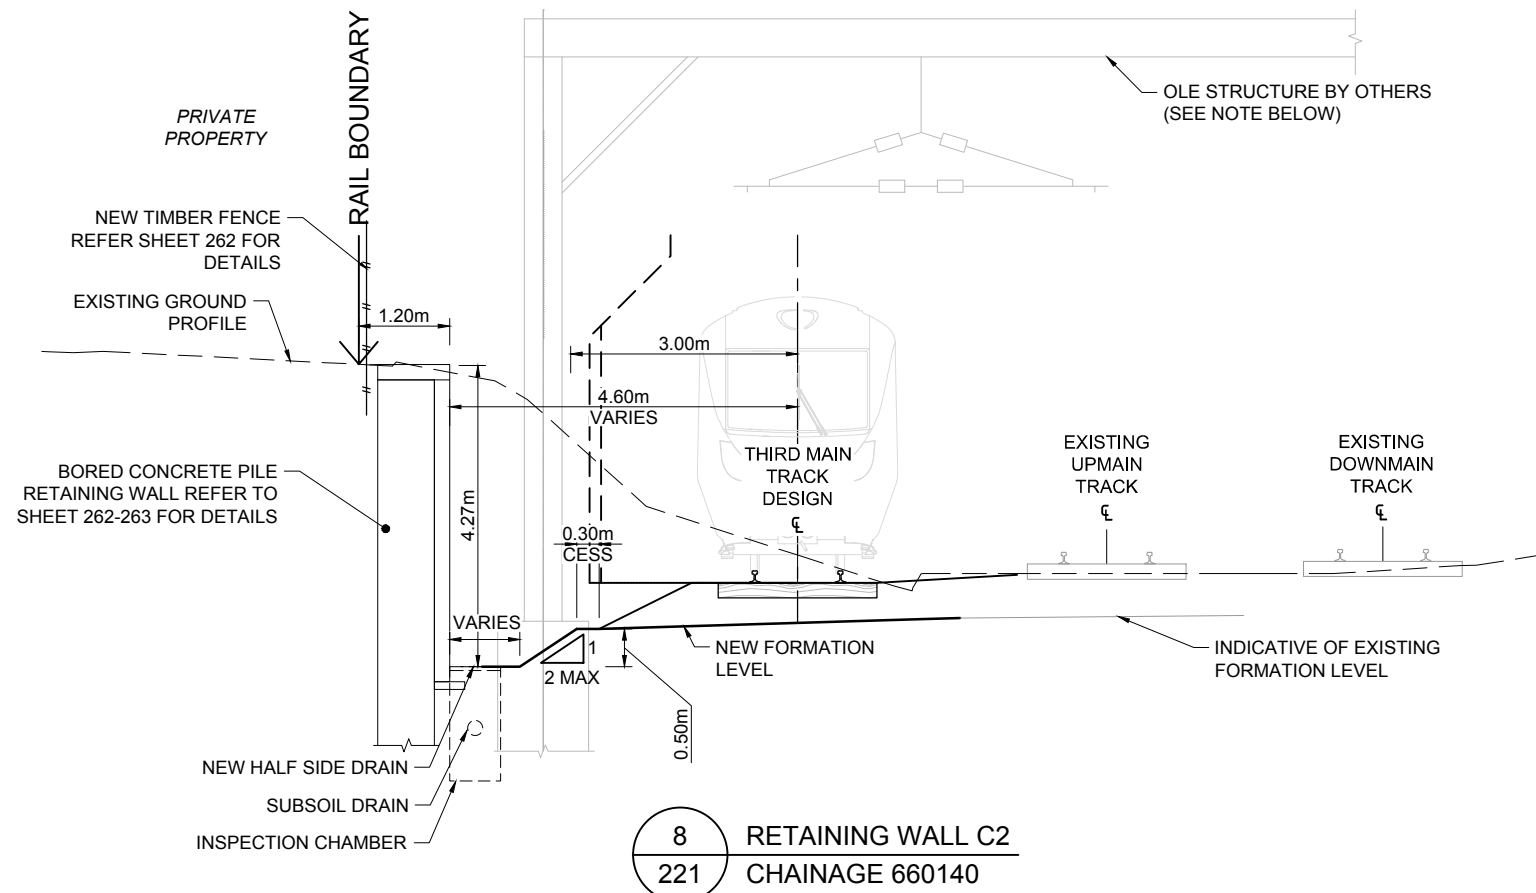 RAIL BOUNDARY
PRIVATE
PROPERTY
OLE STRUCTURE BY OTHERS
(SEE NOTE BELOW)
NEW TIMBER FENCE
REFER SHEET 262 FOR
DETAILS
EXISTING GROUND
PROFILE
1.20m
3.00m
4.60m
VARIES
BORED CONCRETE PILE
RETAINING WALL REFER TO
SHEET 262-263 FOR DETAILS
4.27m
THIRD MAIN
TRACK
DESIGN
℄
EXISTING
UPMAIN
TRACK
℄
EXISTING
DOWNMAIN
TRACK
℄
0.30m
CESS
VARIES
1
2 MAX
0.50m
NEW FORMATION
LEVEL
INDICATIVE OF EXISTING
FORMATION LEVEL
NEW HALF SIDE DRAIN
SUBSOIL DRAIN
INSPECTION CHAMBER
8
221
RETAINING WALL C2
CHAINAGE 660140